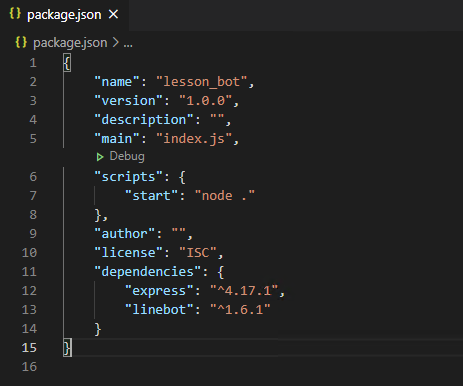 package.json ×
package.json > ...
1 {
2     "name": "lesson_bot",
3     "version": "1.0.0",
4     "description": "",
5     "main": "index.js",
Debug
6     "scripts": {
7         "start": "node ."
8     },
9     "author": "",
10     "license": "ISC",
11     "dependencies": {
12         "express": "^4.17.1",
13         "linebot": "^1.6.1"
14     }
15 }
16